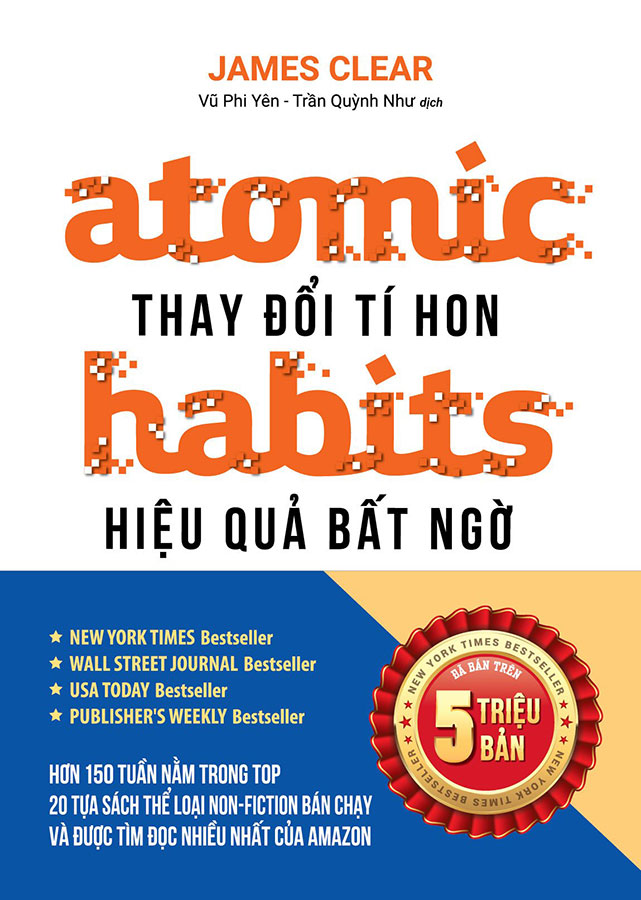 JAMES CLEAR
Vũ Phi Yên - Trần Quỳnh Như dịch
atomic
THAY ĐỔI TÍ HON
habits
HIỆU QUẢ BẤT NGỜ
★ NEW YORK TIMES Bestseller
★ WALL STREET JOURNAL Bestseller
★ USA TODAY Bestseller
★ PUBLISHER'S WEEKLY Bestseller
HƠN 150 TUẦN NẰM TRONG TOP
20 TỰA SÁCH THỂ LOẠI NON-FICTION BÁN CHẠY
VÀ ĐƯỢC TÌM ĐỌC NHIỀU NHẤT CỦA AMAZON
NEW YORK TIMES BESTSELLER
ĐÃ BÁN TRÊN
5 TRIỆU
BẢN
NEW YORK TIMES BESTSELLER